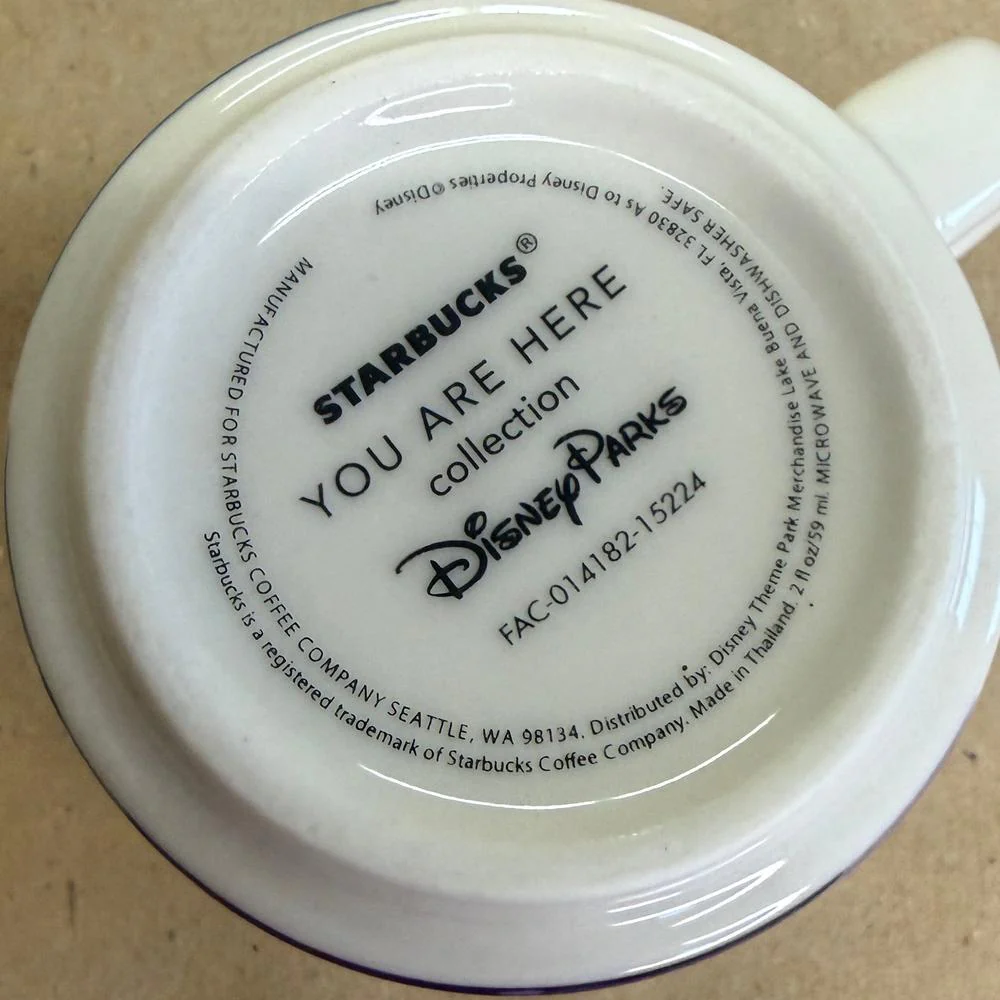 STARBUCKS®
YOU ARE HERE
collection
Disney PARKS
FAC-014182-15224
MANUFACTURED FOR STARBUCKS COFFEE COMPANY SEATTLE, WA 98134. Distributed by: Disney Theme Park Merchandise Lake Buena Vista, FL 32830 As to Disney Properties ©Disney
Starbucks is a registered trademark of Starbucks Coffee Company. Made in Thailand. 2 fl oz/59 ml. MICROWAVE AND DISHWASHER SAFE.